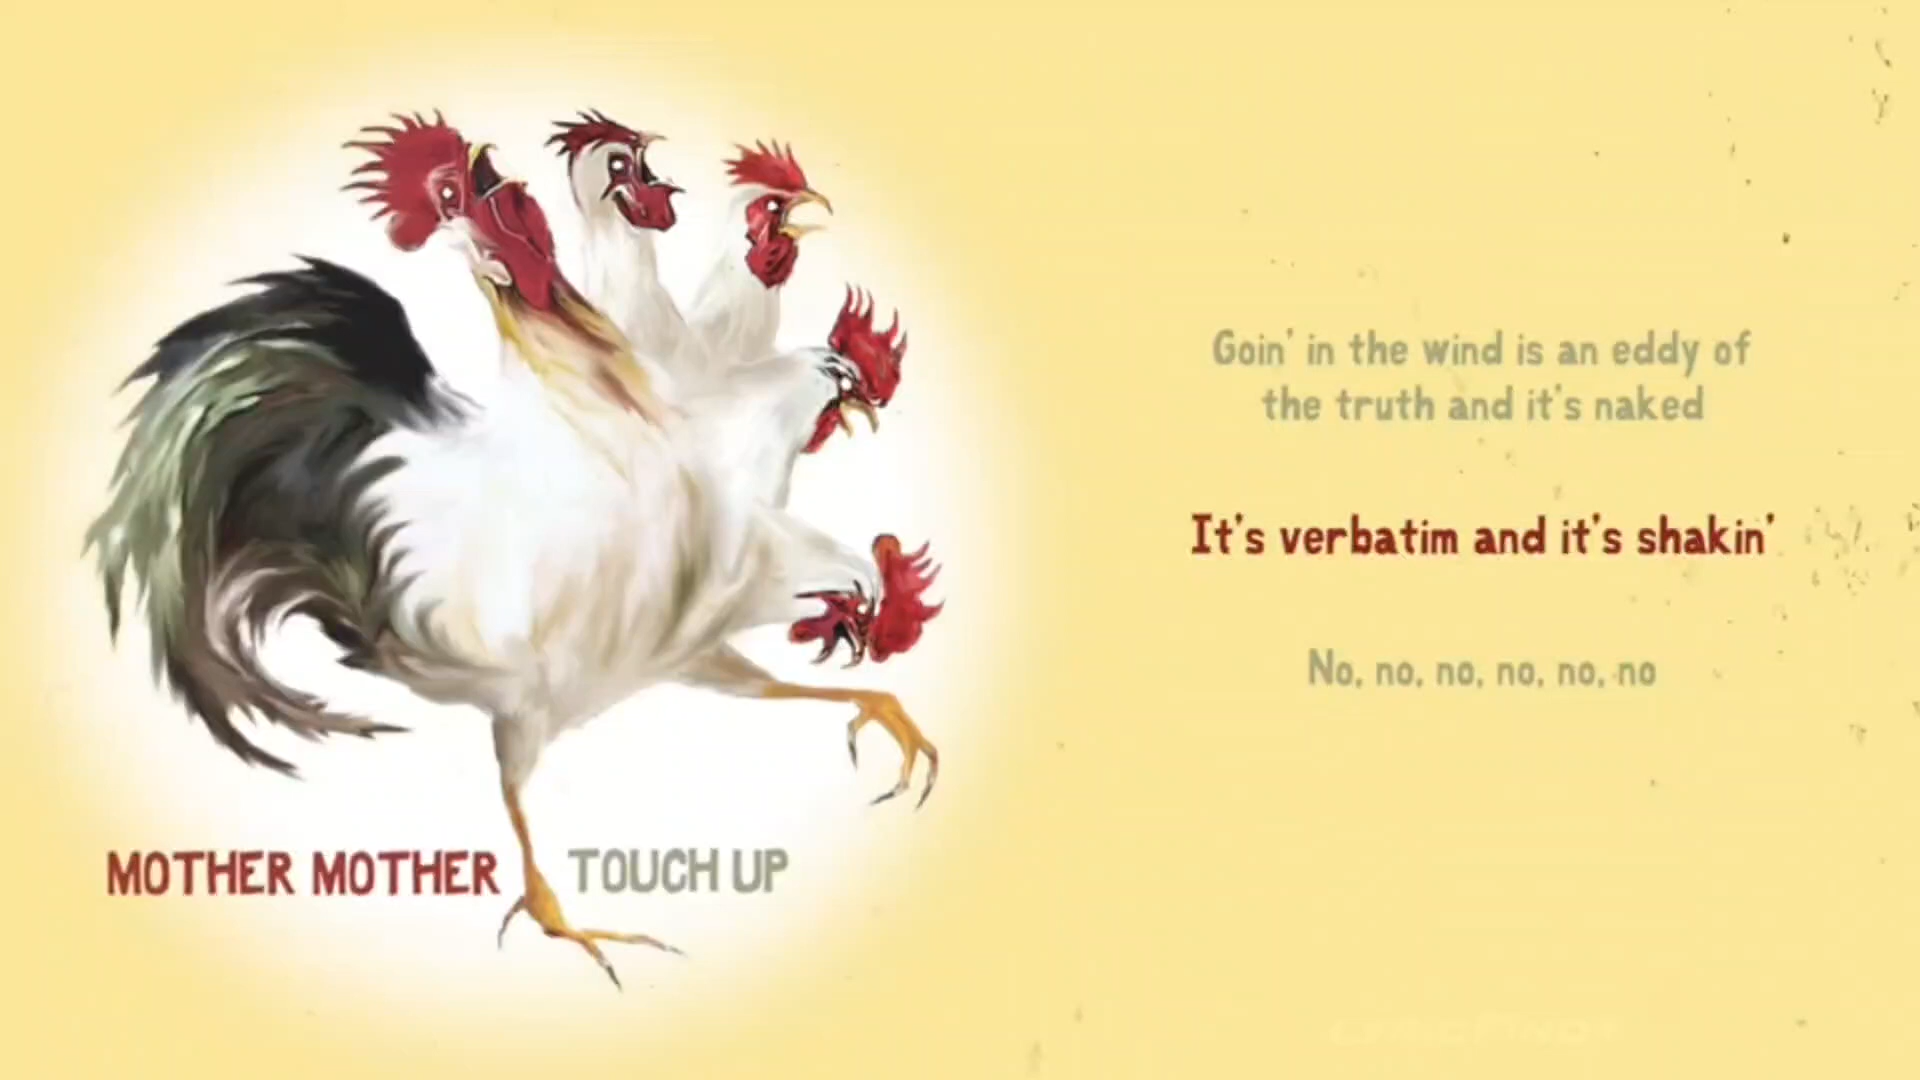 Goin' in the wind is an eddy of
the truth and it's naked
It's verbatim and it's shakin'
No, no, no, no, no, no
MOTHER MOTHER TOUCH UP